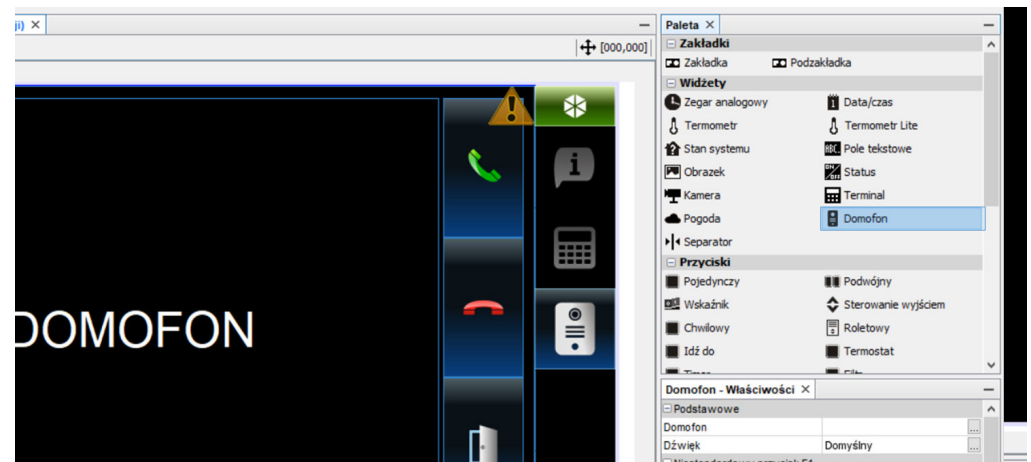 ji) ×
[000,000]
DOMOFON
Paleta ×
Zakładki
Zakładka Podzakładka
Widżety
Zegar analogowy Data/czas
Termometr Termometr Lite
Stan systemu Pole tekstowe
Obrazek Status
Kamera Terminal
Pogoda Domofon
Separator
Przyciski
Pojedynczy Podwójny
Wskaźnik Sterowanie wyjściem
Chwilowy Roletowy
Idź do Termostat
Domofon - Właściwości ×
Podstawowe
Domofon ...
Dźwięk Domyślny ...